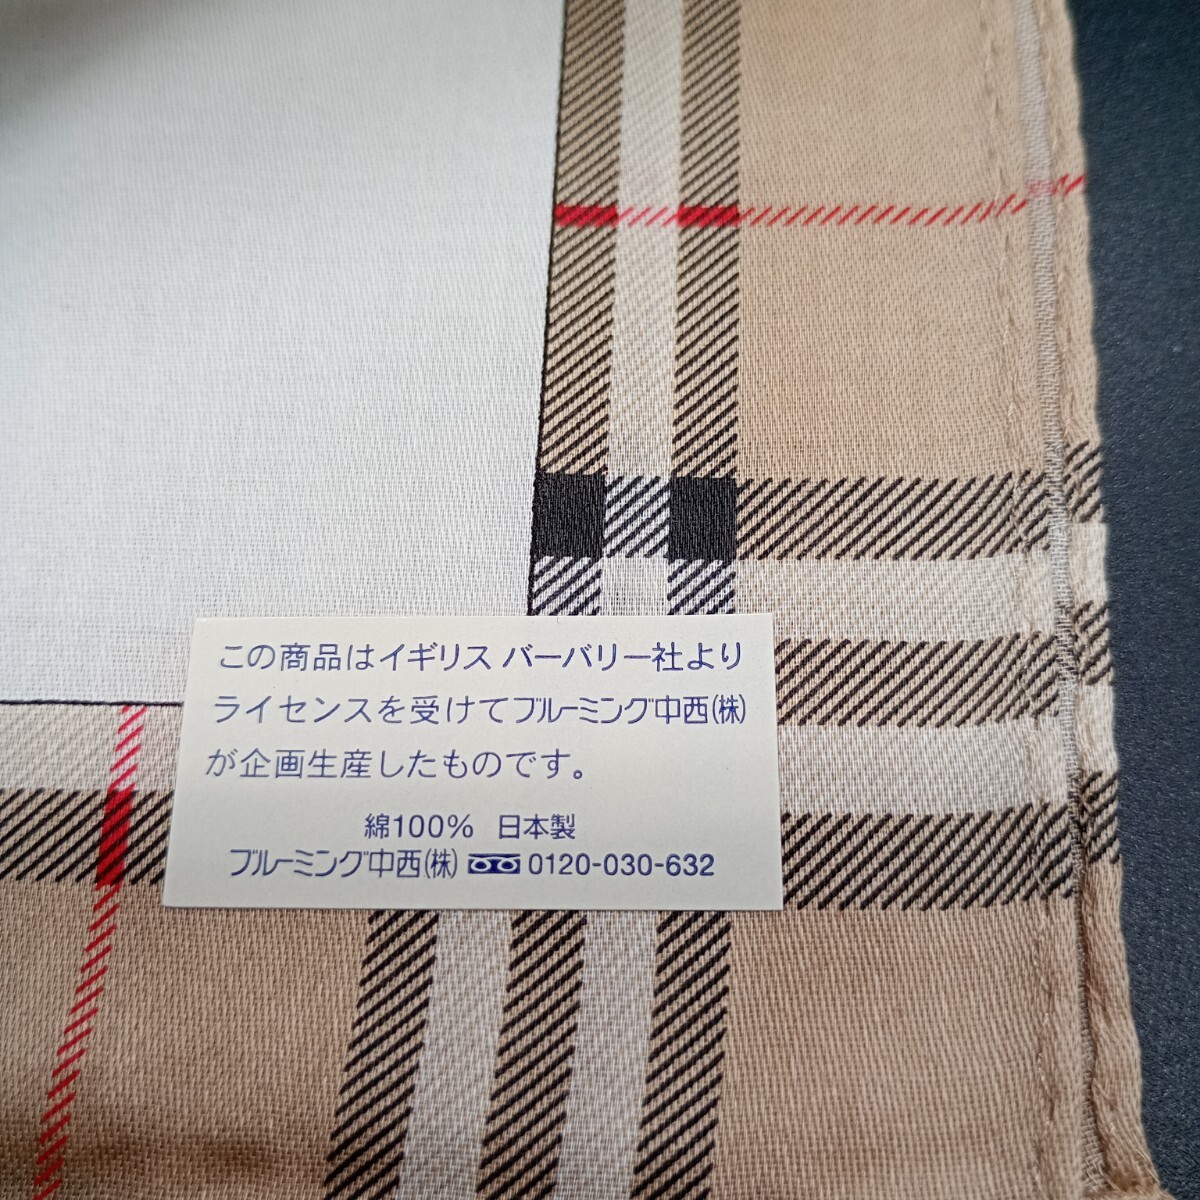 この商品はイギリス バーバリー社より
ライセンスを受けてブルーミング中西(株)
が企画生産したものです。
綿100% 日本製
ブルーミング中西(株) 0120-030-632